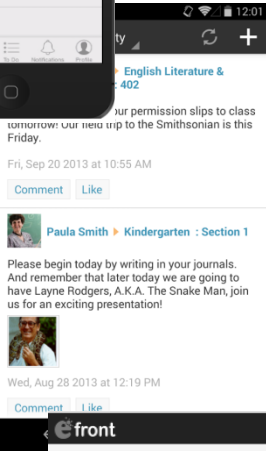 12:01
ty
To Do Notifications Profile
English Literature &
: 402
our permission slips to class
tomorrow! Our field trip to the Smithsonian is this
Friday.
Fri, Sep 20 2013 at 10:55 AM
Comment Like
Paula Smith Kindergarten : Section 1
Please begin today by writing in your journals.
And remember that later today we are going to
have Layne Rodgers, A.K.A. The Snake Man, join
us for an exciting presentation!
Wed, Aug 28 2013 at 12:19 PM
Comment Like
efront